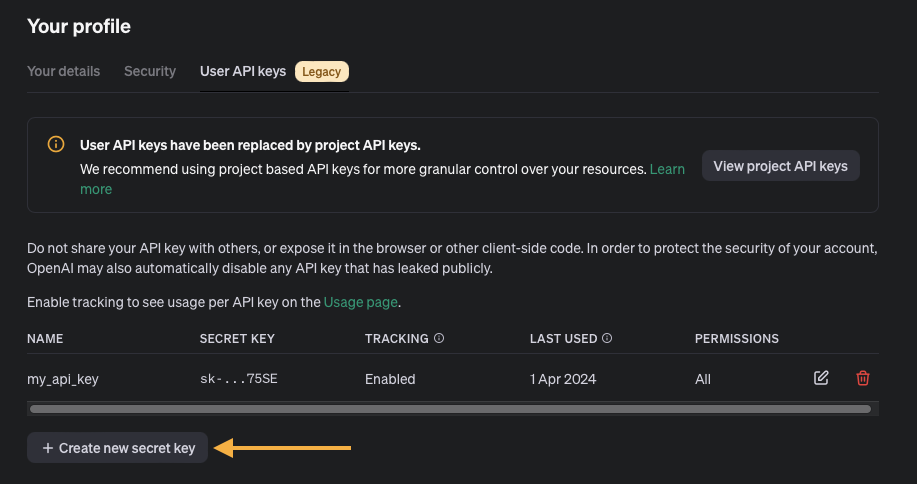 Your profile
Your details Security User API keys Legacy
User API keys have been replaced by project API keys.
We recommend using project based API keys for more granular control over your resources. Learn
more
View project API keys
Do not share your API key with others, or expose it in the browser or other client-side code. In order to protect the security of your account,
OpenAI may also automatically disable any API key that has leaked publicly.
Enable tracking to see usage per API key on the Usage page.
NAME SECRET KEY TRACKING LAST USED PERMISSIONS
my_api_key sk-...75SE Enabled 1 Apr 2024 All
+ Create new secret key